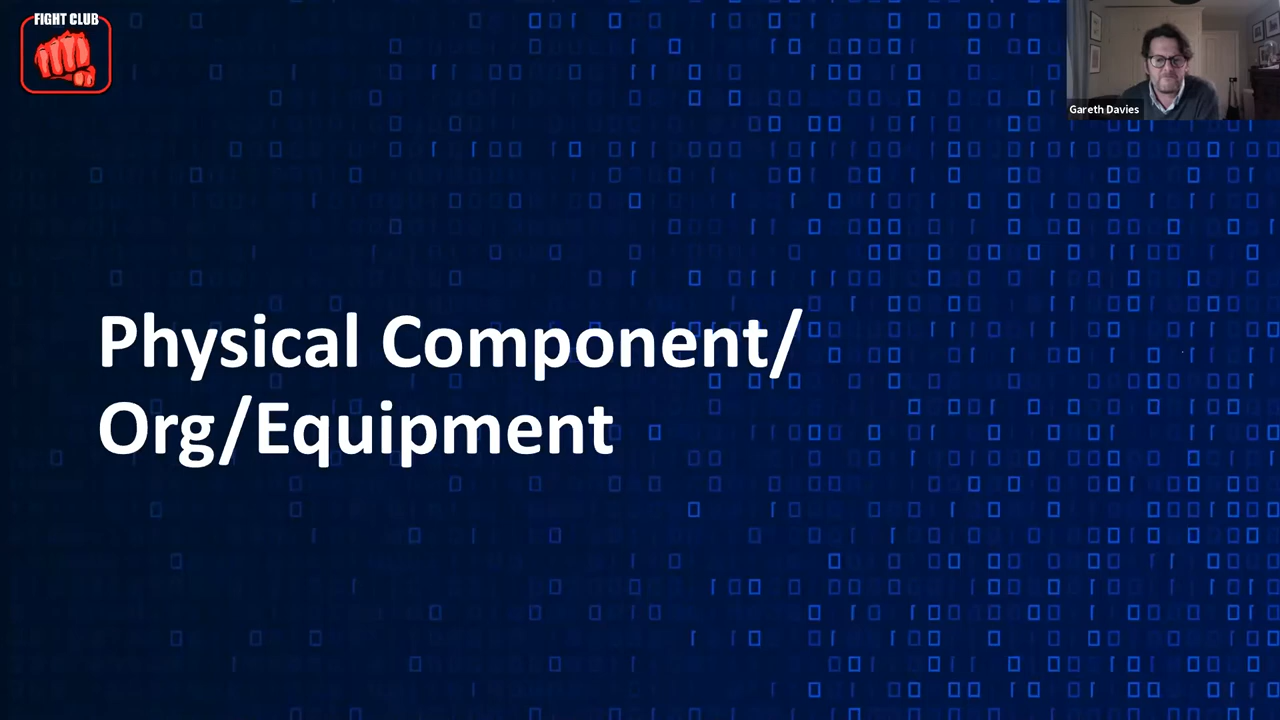 FIGHT CLUB
Gareth Davies
Physical Component/
Org/Equipment